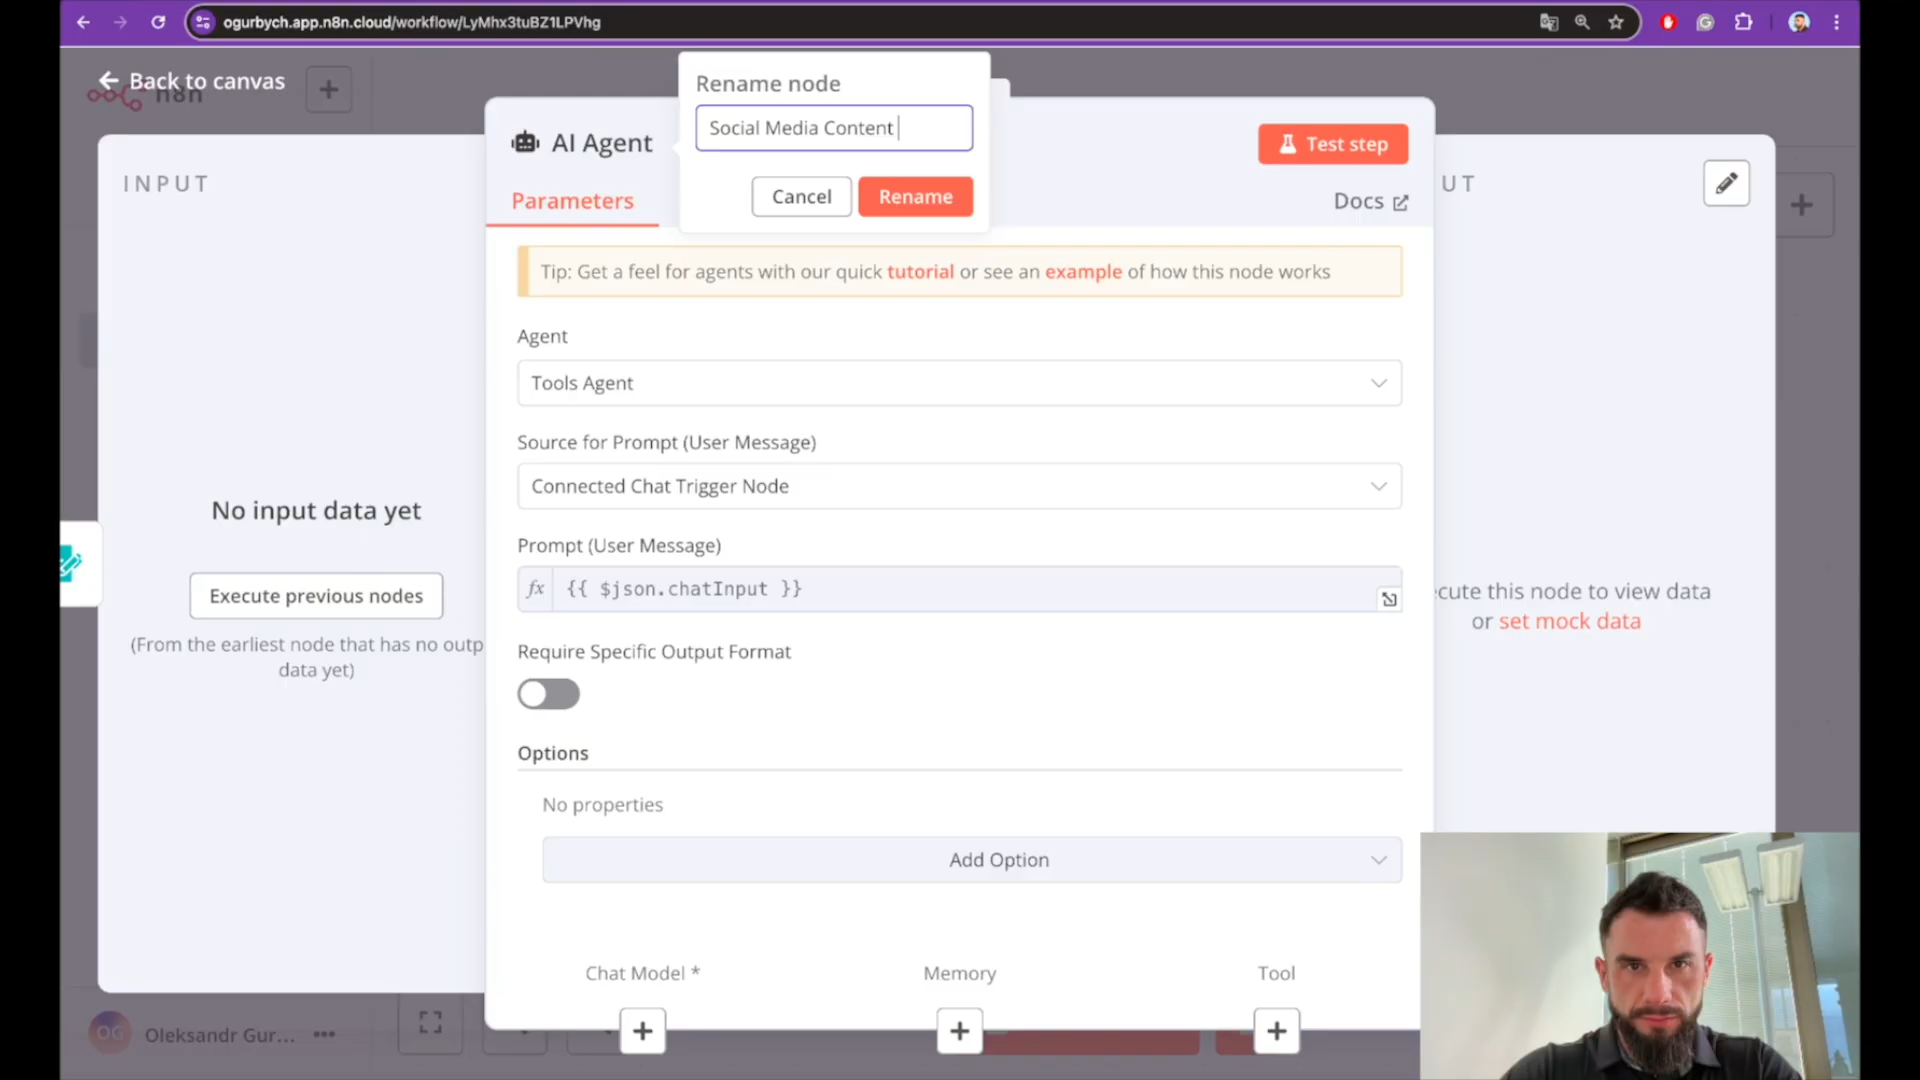 ogurbych.app.n8n.cloud/workflow/LyMhx3tuBZ1LPVhg
Back to canvas
n8n
Rename node
Social Media Content
Cancel
Rename
AI Agent
Test step
Parameters
Docs
INPUT
UT
Tip: Get a feel for agents with our quick tutorial or see an example of how this node works
Agent
Tools Agent
Source for Prompt (User Message)
Connected Chat Trigger Node
Prompt (User Message)
fx {{ $json.chatInput }}
Require Specific Output Format
Options
No properties
Add Option
Chat Model *
Memory
Tool
No input data yet
Execute previous nodes
(From the earliest node that has no outp
data yet)
cute this node to view data
or set mock data
OG
Oleksandr Gur...